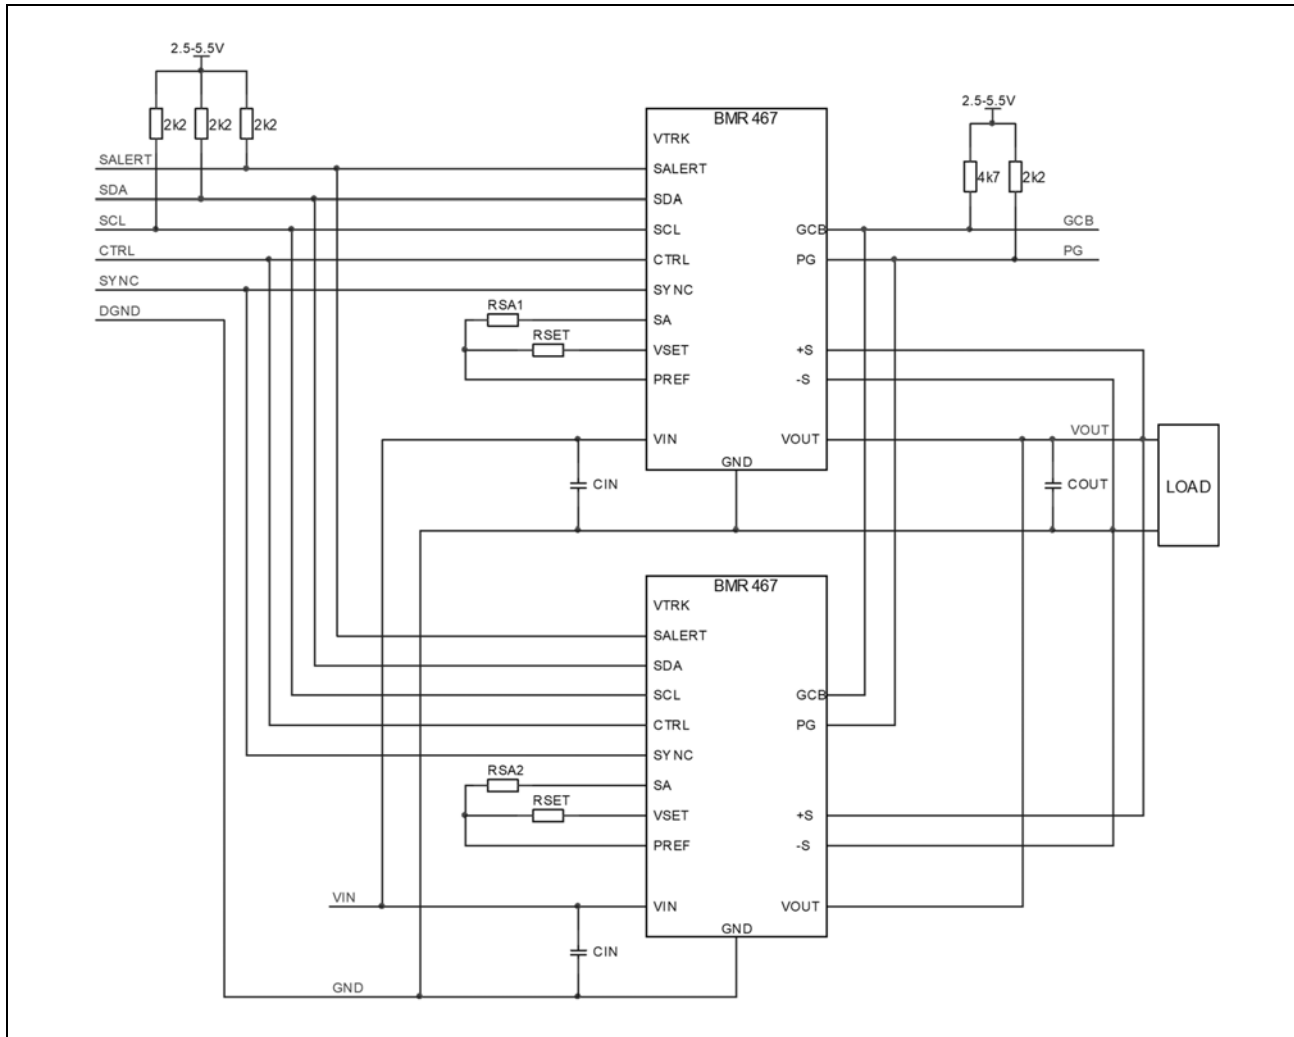 2.5-5.5V
2k2 2k2 2k2
BMR 467
2.5-5.5V
4k7 2k2
VTRK
SALERT SALERT
SDA SDA
SCL SCL GCB GCB
CTRL CTRL PG PG
SYNC SYNC
DGND RSA1 SA
RSET VSET +S
PREF -S
VIN VOUT VOUT
GND
CIN COUT LOAD
BMR 467
VTRK
SALERT
SDA
SCL GCB
CTRL PG
SYNC
RSA2 SA
RSET VSET +S
PREF -S
VIN VIN VOUT
GND
CIN
GND